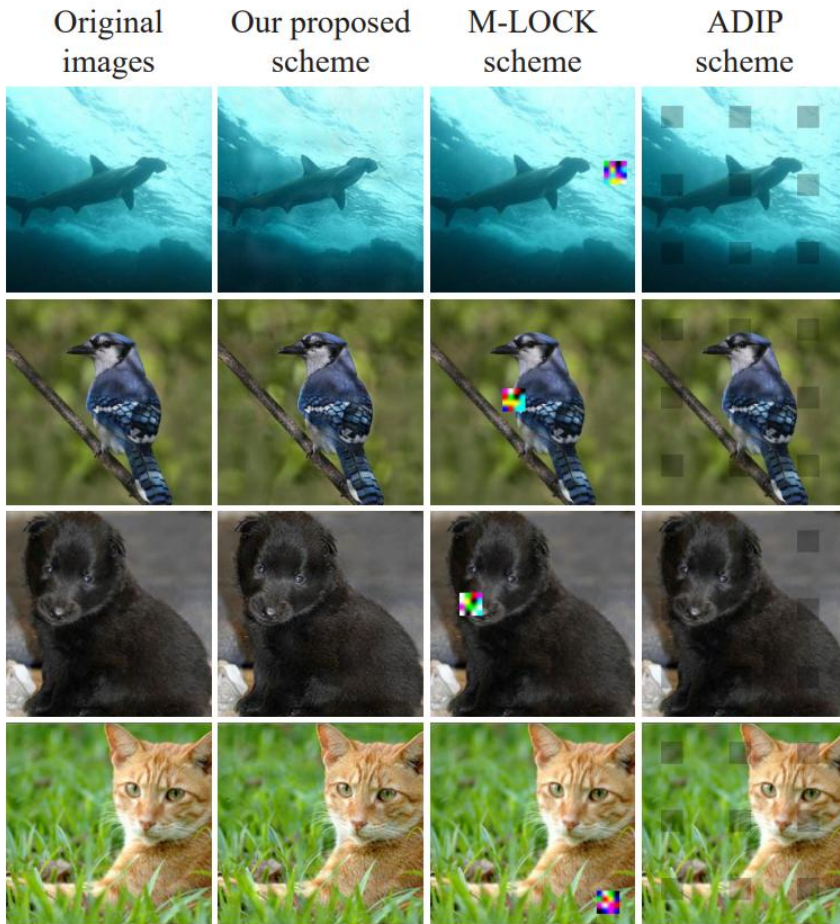 Original
images
Our proposed
scheme
M-LOCK
scheme
ADIP
scheme